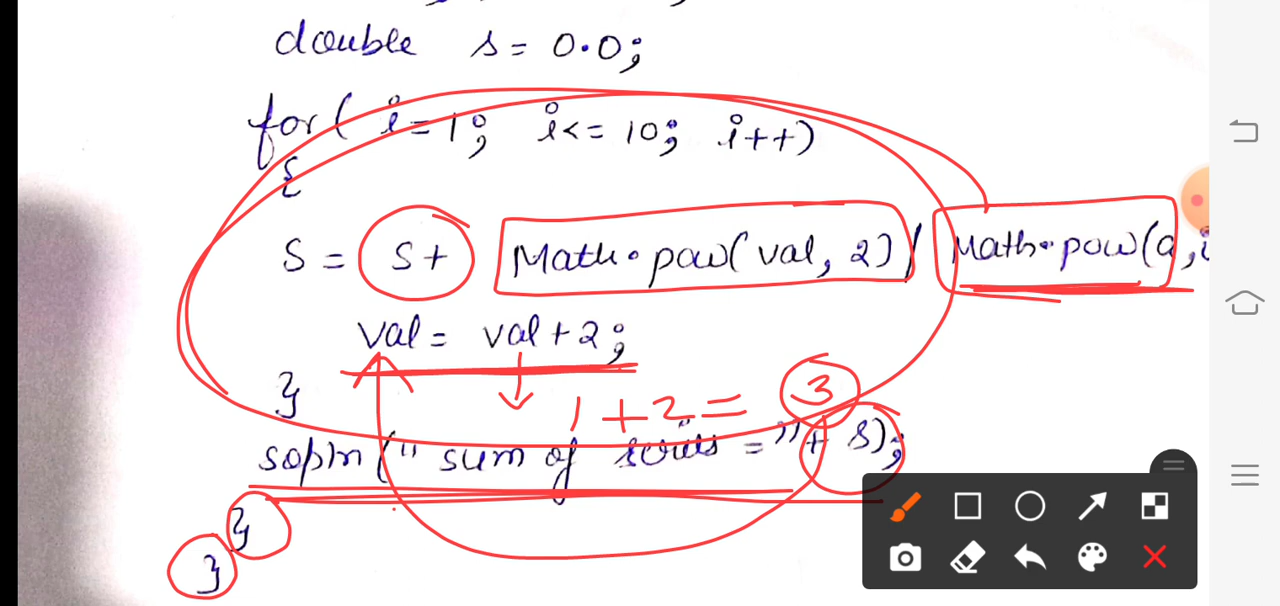 double s = 0.0;
for( i=1; i<= 10; i++)
{
S = S+ Math.pow(val, 2) / Math.pow(a,i
val = val+2;
}
1+2= 3
sopln(" sum of series ="+ s);
}
}